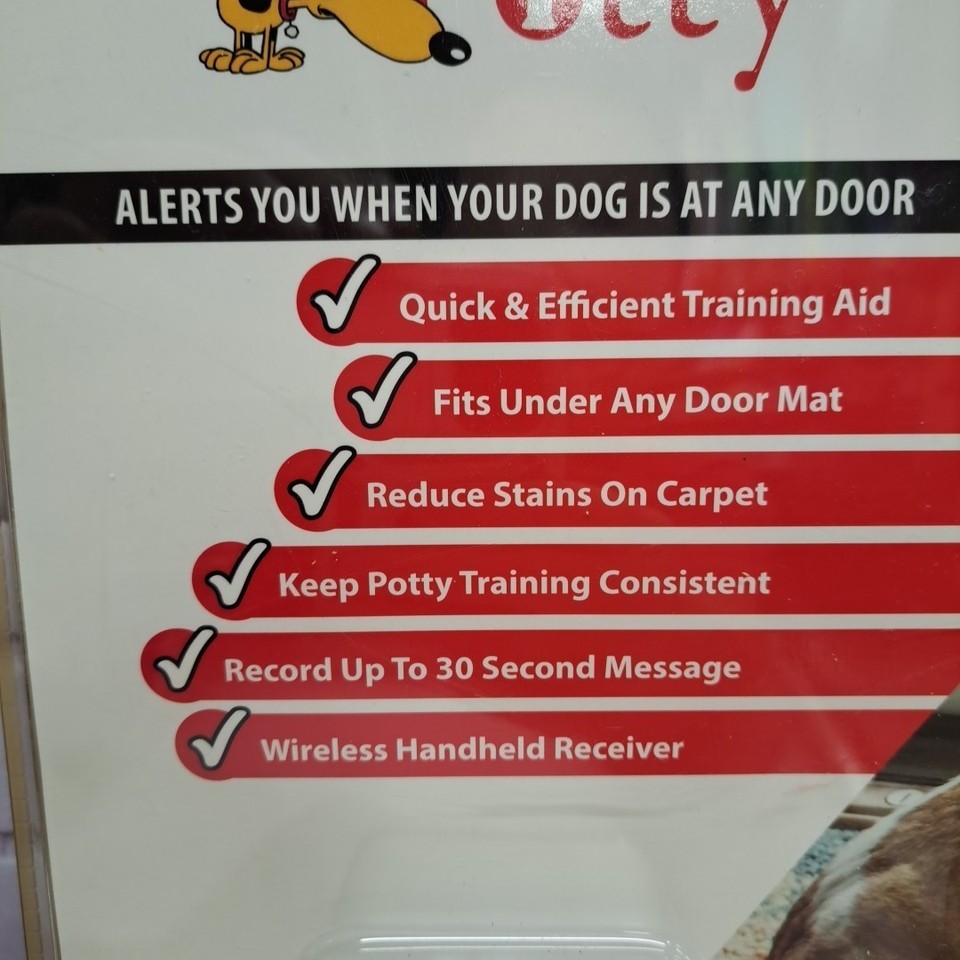 ALERTS YOU WHEN YOUR DOG IS AT ANY DOOR
Quick & Efficient Training Aid
Fits Under Any Door Mat
Reduce Stains On Carpet
Keep Potty Training Consistent
Record Up To 30 Second Message
Wireless Handheld Receiver